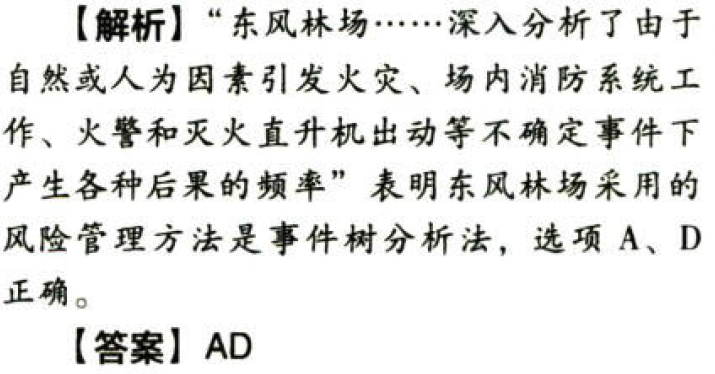 【解析】“东风林场……深入分析了由于
自然或人为因素引发火灾、场内消防系统工
作、火警和灭火直升机出动等不确定事件下
产生各种后果的频率”表明东风林场采用的
风险管理方法是事件树分析法，选项 A、D
正确。
【答案】AD